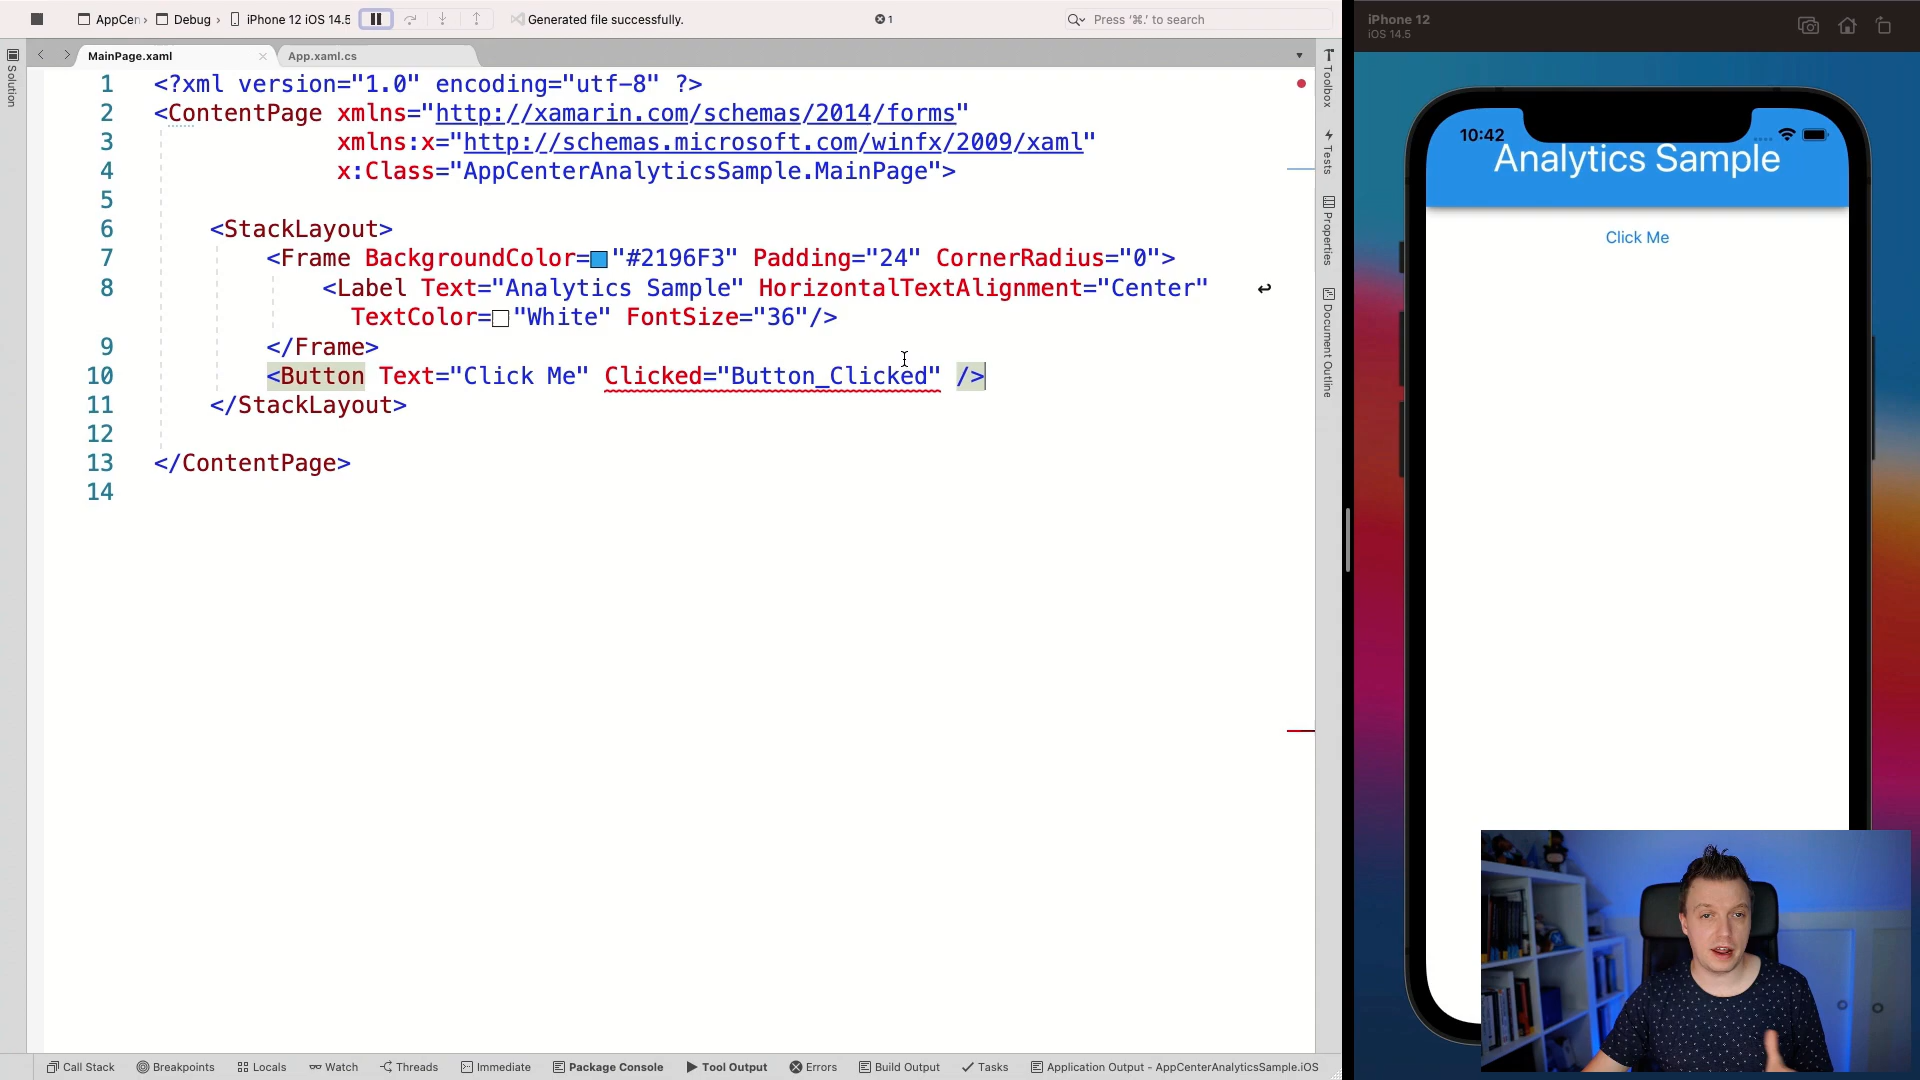 AppCen › Debug › iPhone 12 iOS 14.5
Generated file successfully.
1
Press '⌘.' to search
MainPage.xaml
App.xaml.cs
Solution
1 <?xml version="1.0" encoding="utf-8" ?>
2 <ContentPage xmlns="http://xamarin.com/schemas/2014/forms"
3 xmlns:x="http://schemas.microsoft.com/winfx/2009/xaml"
4 x:Class="AppCenterAnalyticsSample.MainPage">
5
6 <StackLayout>
7 <Frame BackgroundColor="#2196F3" Padding="24" CornerRadius="0">
8 <Label Text="Analytics Sample" HorizontalTextAlignment="Center"
TextColor="White" FontSize="36"/>
9 </Frame>
10 <Button Text="Click Me" Clicked="Button_Clicked" />
11 </StackLayout>
12
13 </ContentPage>
14
Toolbox
Tests
Properties
Document Outline
Call Stack
Breakpoints
Locals
Watch
Threads
Immediate
Package Console
Tool Output
Errors
Build Output
Tasks
Application Output - AppCenterAnalyticsSample.iOS
iPhone 12
iOS 14.5
10:42
Analytics Sample
Click Me